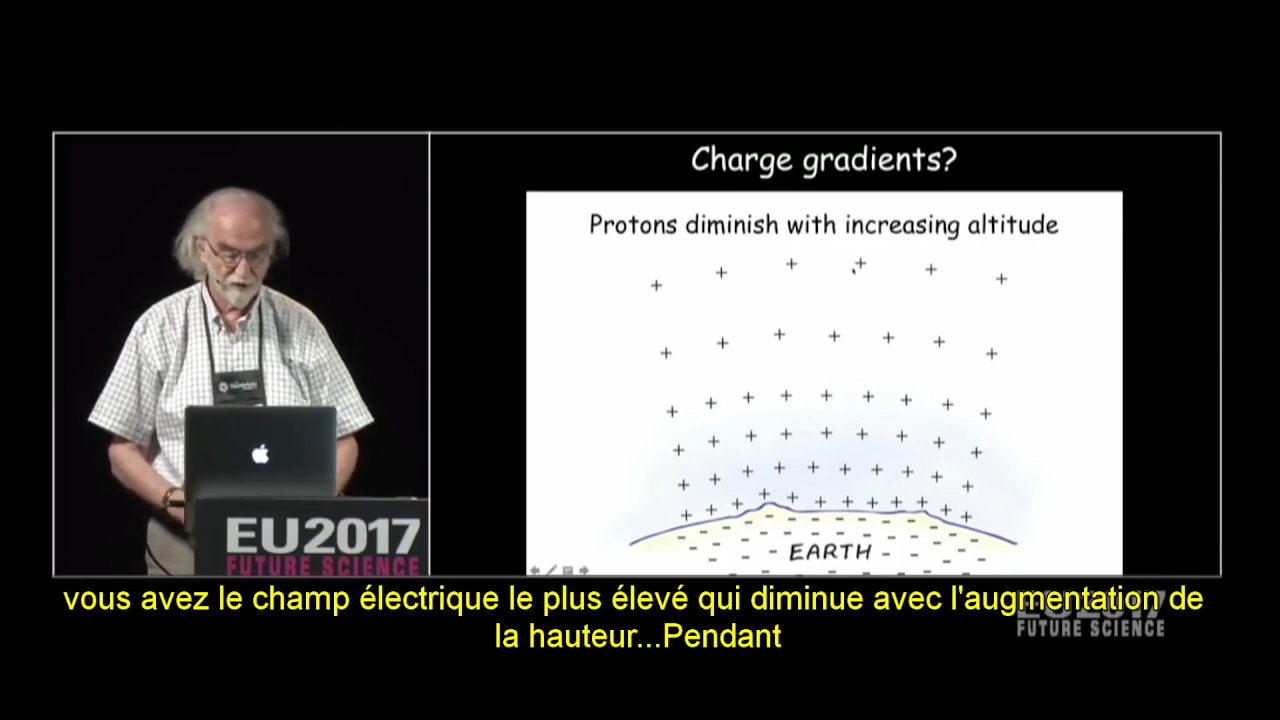 Charge gradients?
Protons diminish with increasing altitude
EARTH
EU2017
FUTURE SCIENCE
vous avez le champ électrique le plus élevé qui diminue avec l'augmentation de
la hauteur...Pendant
EU2017
FUTURE SCIENCE